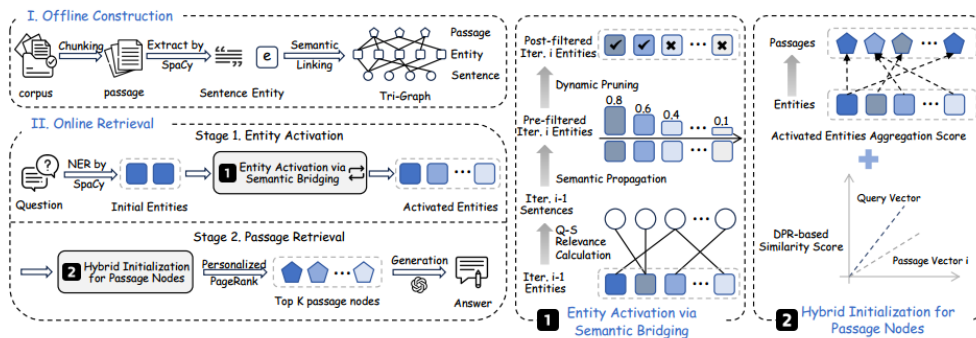 I. Offline Construction
Chunking
Extract by
SpaCy
e
Semantic
Linking
Passage
Entity
Sentence
corpus
passage
Sentence Entity
Tri-Graph
II. Online Retrieval
Stage 1. Entity Activation
?
NER by
SpaCy
1 Entity Activation via
Semantic Bridging
...
Question
Initial Entities
Activated Entities
Stage 2. Passage Retrieval
2 Hybrid Initialization
for Passage Nodes
Personalized
PageRank
...
Generation
Top K passage nodes
Answer
Post-filtered
Iter. i Entities
...
Dynamic Pruning
0.8
0.6
0.4
0.1
Pre-filtered
Iter. i Entities
...
Semantic Propagation
Iter. i-1
Sentences
...
Q-S
Relevance
Calculation
Iter. i-1
Entities
...
1 Entity Activation via
Semantic Bridging
Passages
...
Entities
...
Activated Entities Aggregation Score
+
Query Vector
DPR-based
Similarity Score
Passage Vector i
2 Hybrid Initialization for
Passage Nodes